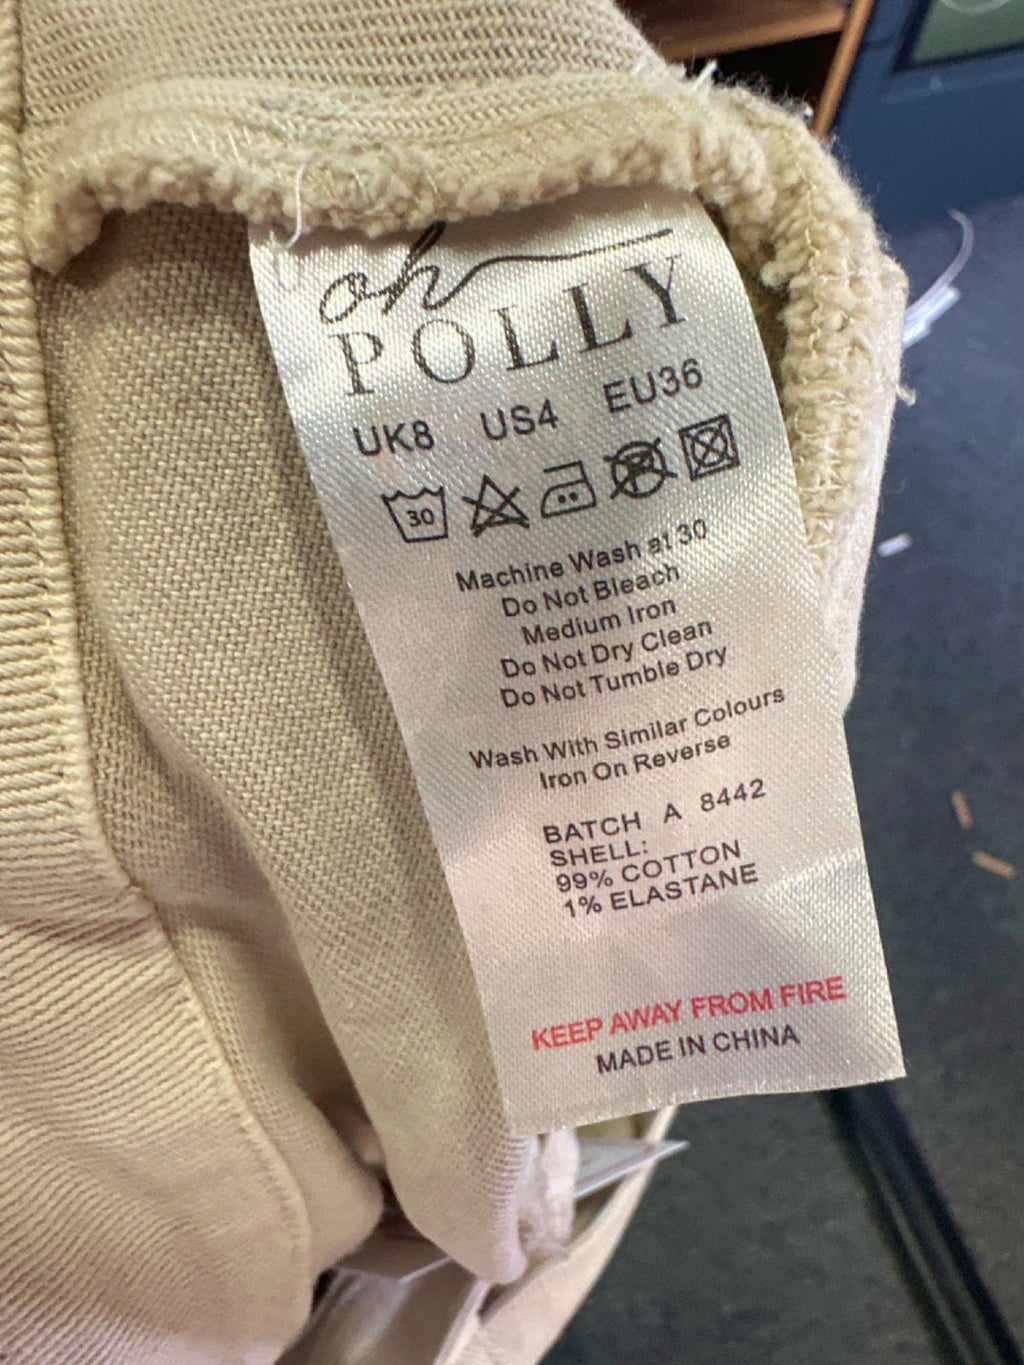 oh
POLLY
UK8 US4 EU36
30 P
Machine Wash at 30
Do Not Bleach
Medium Iron
Do Not Dry Clean
Do Not Tumble Dry
Wash With Similar Colours
Iron On Reverse
BATCH A 8442
SHELL:
99% COTTON
1% ELASTANE
KEEP AWAY FROM FIRE
MADE IN CHINA